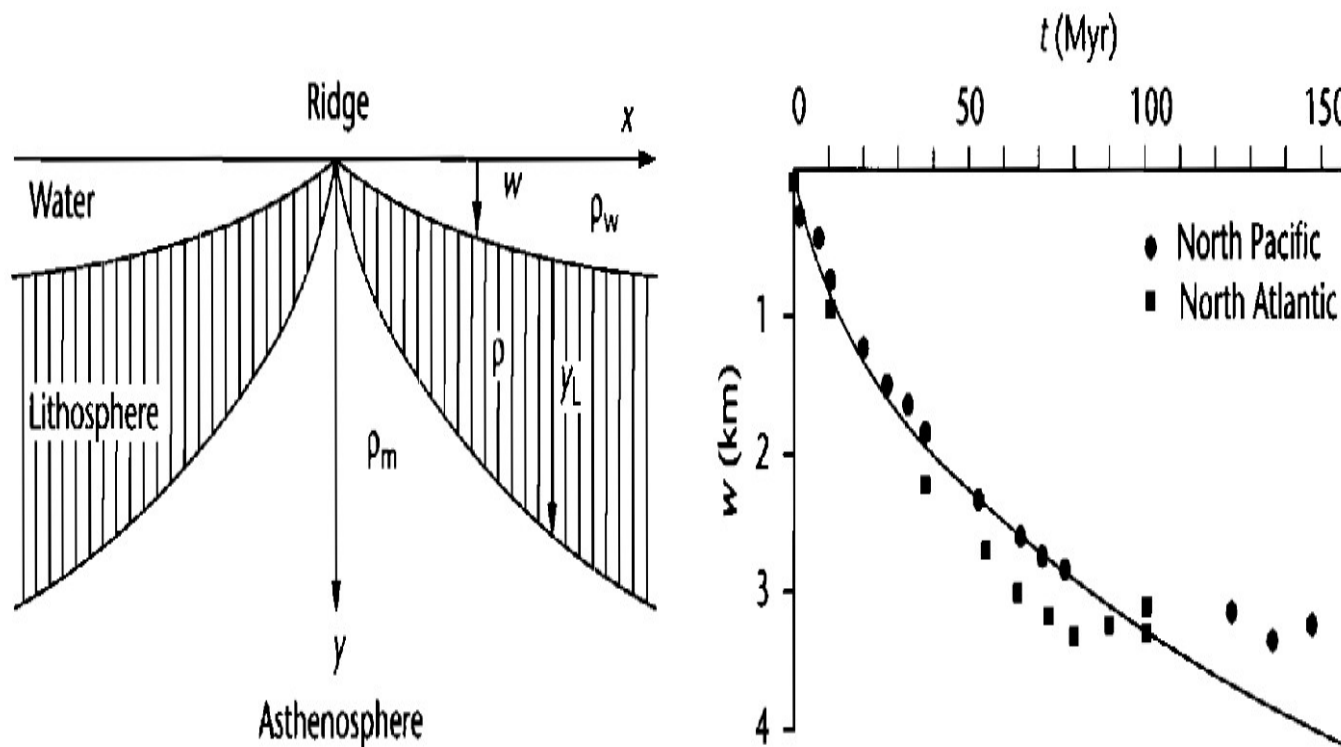 Ridge
x
Water
w
ρw
ρ
yL
Lithosphere
ρm
y
Asthenosphere
t (Myr)
0 50 100 150
North Pacific
North Atlantic
1
2
3
4
w (km)